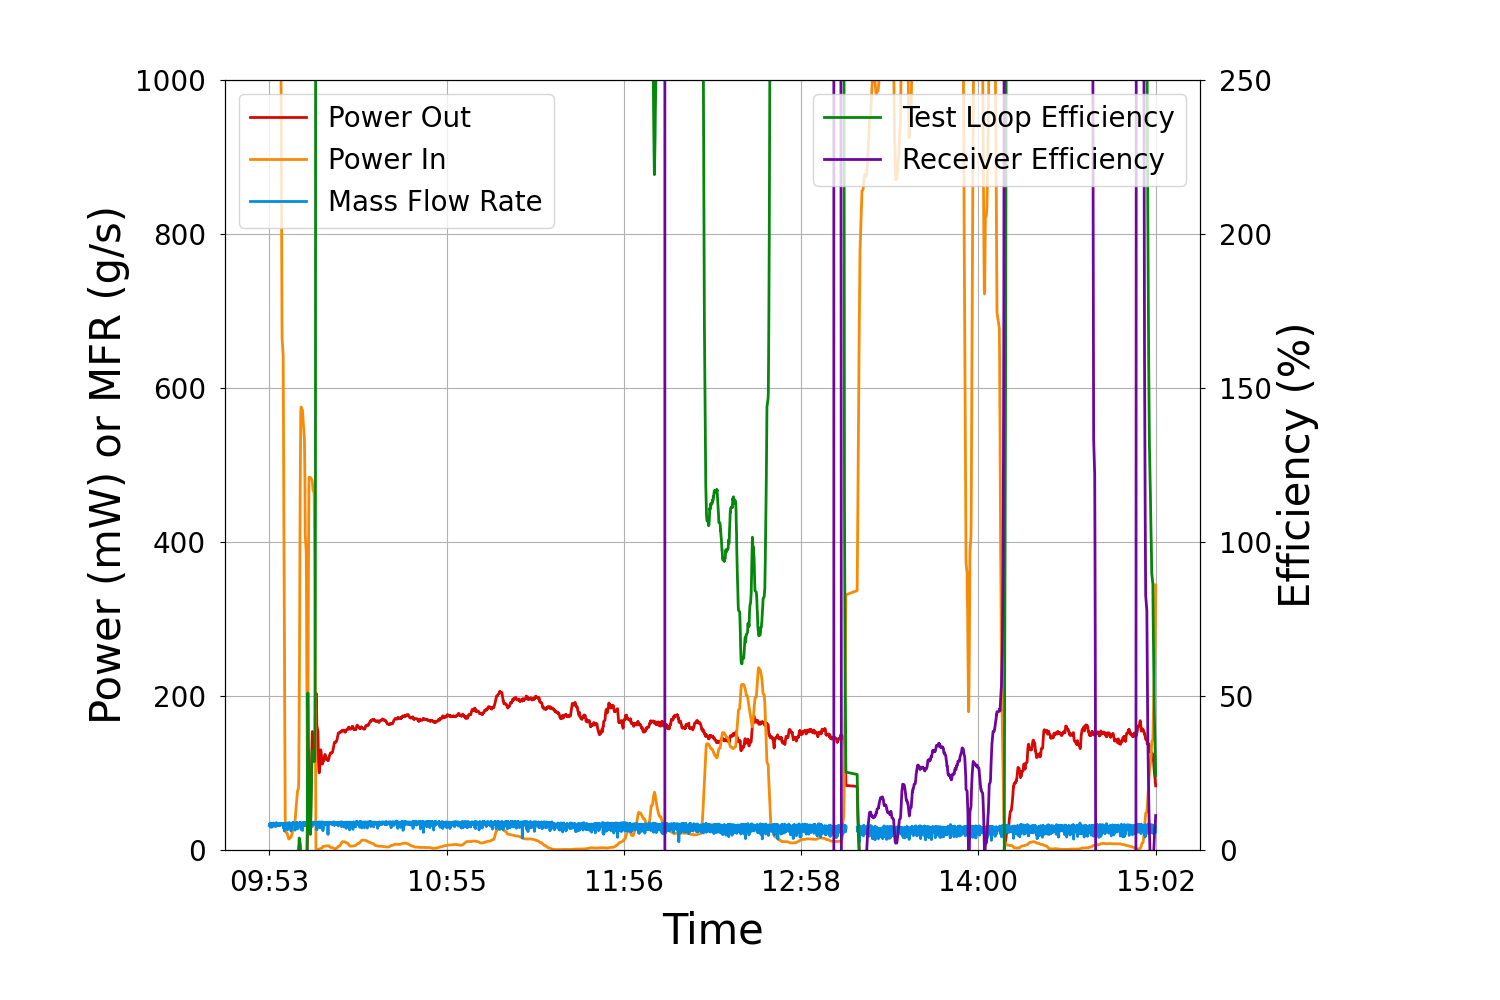 1000
800
600
400
200
0
Power (mW) or MFR (g/s)
Power Out
Power In
Mass Flow Rate
Test Loop Efficiency
Receiver Efficiency
250
200
150
100
50
0
Efficiency (%)
09:53 10:55 11:56 12:58 14:00 15:02
Time